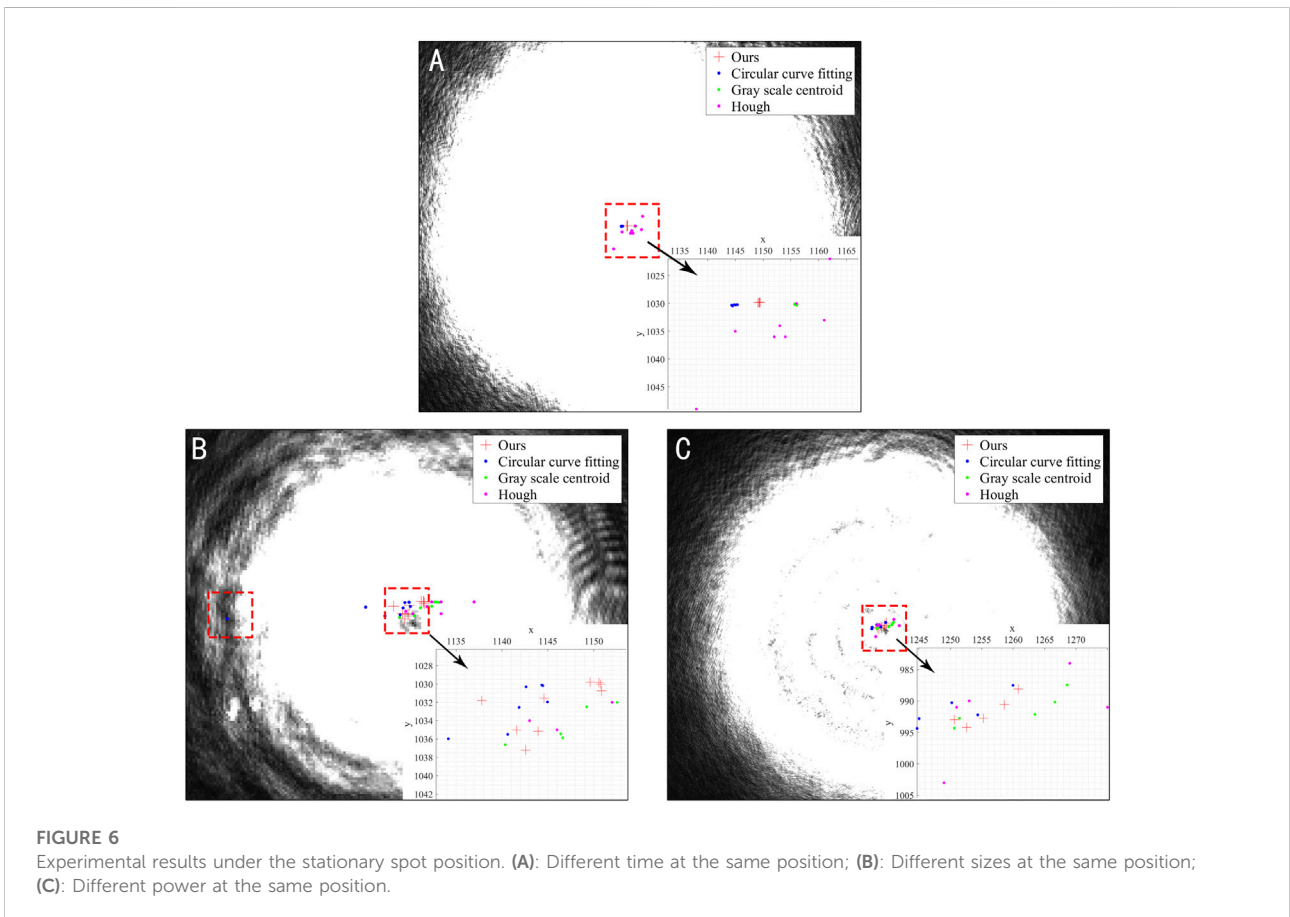 A
Ours
Circular curve fitting
Gray scale centroid
Hough
x
1135 1140 1145 1150 1155 1160 1165
1025
1030
1035
y
1040
1045
B
Ours
Circular curve fitting
Gray scale centroid
Hough
x
1135 1140 1145 1150
1028
1030
1032
1034
y
1036
1038
1040
1042
C
Ours
Circular curve fitting
Gray scale centroid
Hough
x
1245 1250 1255 1260 1265 1270
985
990
y
995
1000
1005
FIGURE 6
Experimental results under the stationary spot position. (A): Different time at the same position; (B): Different sizes at the same position;
(C): Different power at the same position.